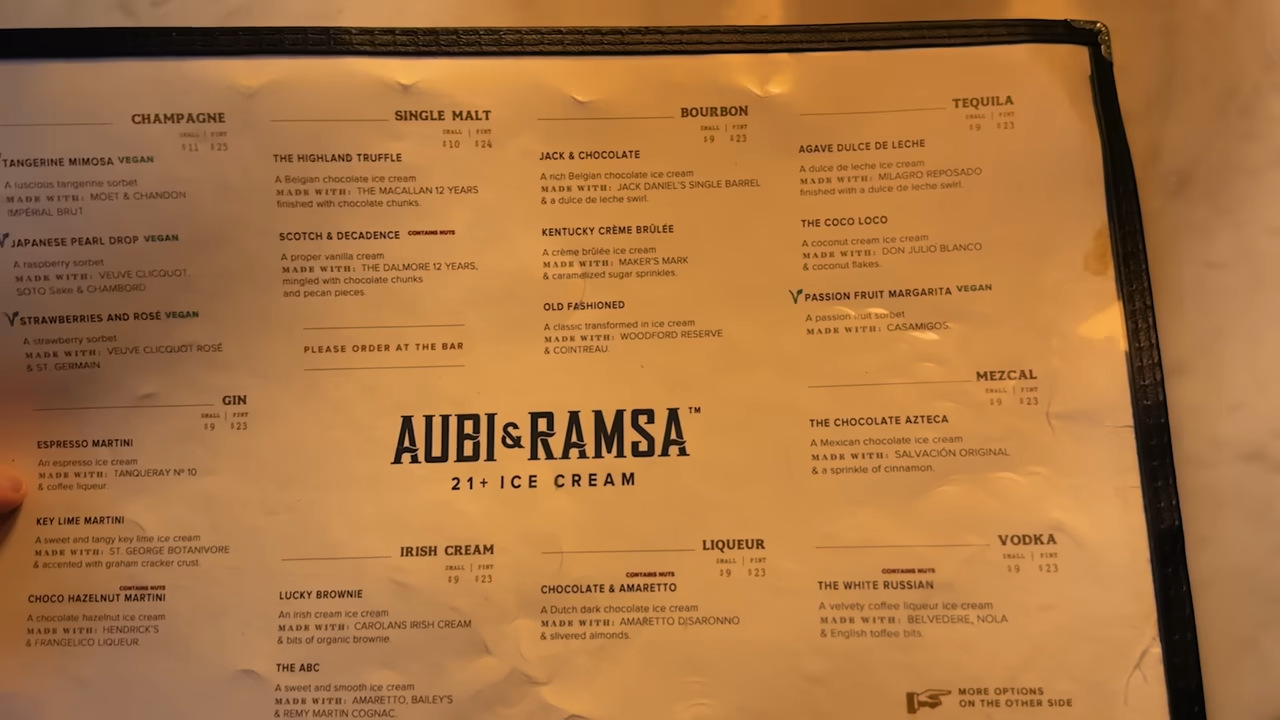 CHAMPAGNE
SMALL | PINT
$11 $25
TANGERINE MIMOSA VEGAN
A luscious tangerine sorbet
MADE WITH: MOET & CHANDON
IMPÉRIAL BRUT
JAPANESE PEARL DROP VEGAN
A raspberry sorbet
MADE WITH: VEUVE CLICQUOT,
SOTO Sake & CHAMBORD
STRAWBERRIES AND ROSÉ VEGAN
A strawberry sorbet
MADE WITH: VEUVE CLICQUOT ROSÉ
& ST. GERMAIN
GIN
SMALL | PINT
$9 $23
ESPRESSO MARTINI
An espresso ice cream
MADE WITH: TANQUERAY Nº 10
& coffee liqueur.
KEY LIME MARTINI
A sweet and tangy key lime ice cream
MADE WITH: ST. GEORGE BOTANIVORE
& accented with graham cracker crust.
CONTAINS NUTS
CHOCO HAZELNUT MARTINI
A chocolate hazelnut ice cream
MADE WITH: HENDRICK'S
& FRANGELICO LIQUEUR.
SINGLE MALT
SMALL | PINT
$10 $24
THE HIGHLAND TRUFFLE
A Belgian chocolate ice cream
MADE WITH: THE MACALLAN 12 YEARS
finished with chocolate chunks.
SCOTCH & DECADENCE CONTAINS NUTS
A proper vanilla cream
MADE WITH: THE DALMORE 12 YEARS,
mingled with chocolate chunks
and pecan pieces.
PLEASE ORDER AT THE BAR
BOURBON
SMALL | PINT
$9 $23
JACK & CHOCOLATE
A rich Belgian chocolate ice cream
MADE WITH: JACK DANIEL'S SINGLE BARREL
& a dulce de leche swirl.
KENTUCKY CRÈME BRÛLÉE
A crème brûlée ice cream
MADE WITH: MAKER'S MARK
& caramelized sugar sprinkles.
OLD FASHIONED
A classic transformed in ice cream
MADE WITH: WOODFORD RESERVE
& COINTREAU.
AUBI & RAMSA™
21+ ICE CREAM
IRISH CREAM
SMALL | PINT
$9 $23
LUCKY BROWNIE
An Irish cream ice cream
MADE WITH: CAROLANS IRISH CREAM
& bits of organic brownie.
THE ABC
A sweet and smooth ice cream
MADE WITH: AMARETTO, BAILEY'S
& REMY MARTIN COGNAC.
LIQUEUR
SMALL | PINT
$9 $23
CONTAINS NUTS
CHOCOLATE & AMARETTO
A Dutch dark chocolate ice cream
MADE WITH: AMARETTO DISARONNO
& slivered almonds.
TEQUILA
SMALL | PINT
$9 $23
AGAVE DULCE DE LECHE
A dulce de leche ice cream
MADE WITH: MILAGRO REPOSADO
finished with a dulce de leche swirl.
THE COCO LOCO
A coconut cream ice cream
MADE WITH: DON JULIO BLANCO
& coconut flakes.
PASSION FRUIT MARGARITA VEGAN
A passion fruit sorbet
MADE WITH: CASAMIGOS.
MEZCAL
SMALL | PINT
$9 $23
THE CHOCOLATE AZTECA
A Mexican chocolate ice cream
MADE WITH: SALVACIÓN ORIGINAL
& a sprinkle of cinnamon.
VODKA
SMALL | PINT
$9 $23
CONTAINS NUTS
THE WHITE RUSSIAN
A velvety coffee liqueur ice cream
MADE WITH: BELVEDERE, NOLA
& English toffee bits.
MORE OPTIONS
ON THE OTHER SIDE